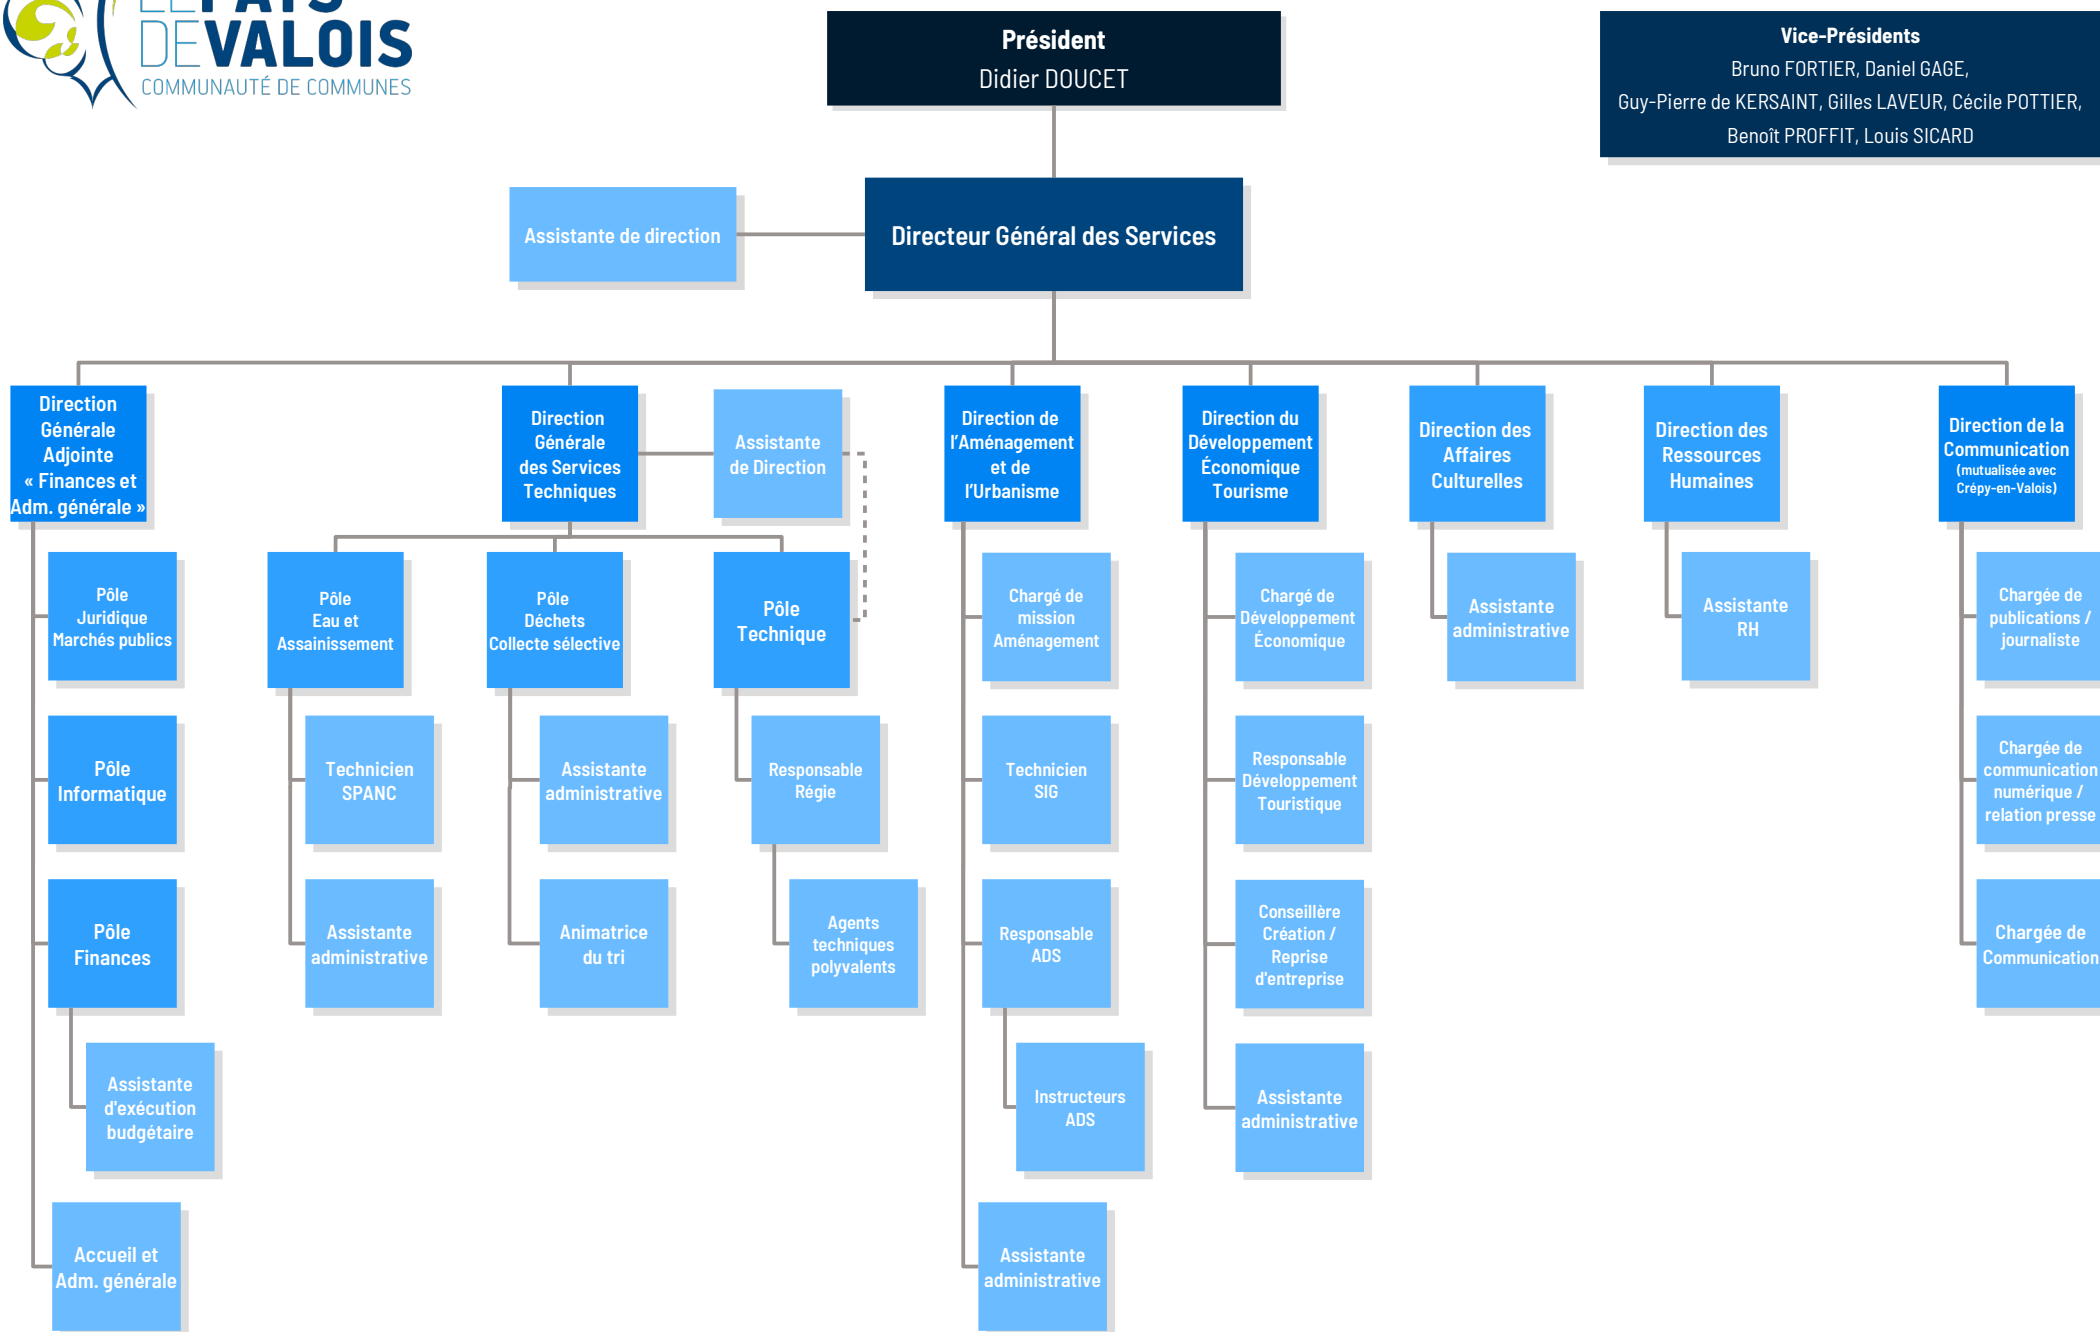 LE PAYS
DE VALOIS
COMMUNAUTÉ DE COMMUNES
Président
Didier DOUCET
Vice-Présidents
Bruno FORTIER, Daniel GAGE,
Guy-Pierre de KERSAINT, Gilles LAVEUR, Cécile POTTIER,
Benoît PROFFIT, Louis SICARD
Assistante de direction
Directeur Général des Services
Direction
Générale
Adjointe
« Finances et
Adm. générale »
Direction
Générale
des Services
Techniques
Assistante
de Direction
Direction de
l'Aménagement
et de
l'Urbanisme
Direction du
Développement
Économique
Tourisme
Direction des
Affaires
Culturelles
Direction des
Ressources
Humaines
Direction de la
Communication
(mutualisée avec
Crépy-en-Valois)
Pôle
Juridique
Marchés publics
Pôle
Eau et
Assainissement
Pôle
Déchets
Collecte sélective
Pôle
Technique
Chargé de
mission
Aménagement
Chargé de
Développement
Économique
Assistante
administrative
Assistante
RH
Chargée de
publications /
journaliste
Pôle
Informatique
Technicien
SPANC
Assistante
administrative
Responsable
Régie
Technicien
SIG
Responsable
Développement
Touristique
Chargée de
communication
numérique /
relation presse
Pôle
Finances
Assistante
administrative
Animatrice
du tri
Agents
techniques
polyvalents
Responsable
ADS
Conseillère
Création /
Reprise
d'entreprise
Chargée de
Communication
Assistante
d'exécution
budgétaire
Instructeurs
ADS
Assistante
administrative
Accueil et
Adm. générale
Assistante
administrative